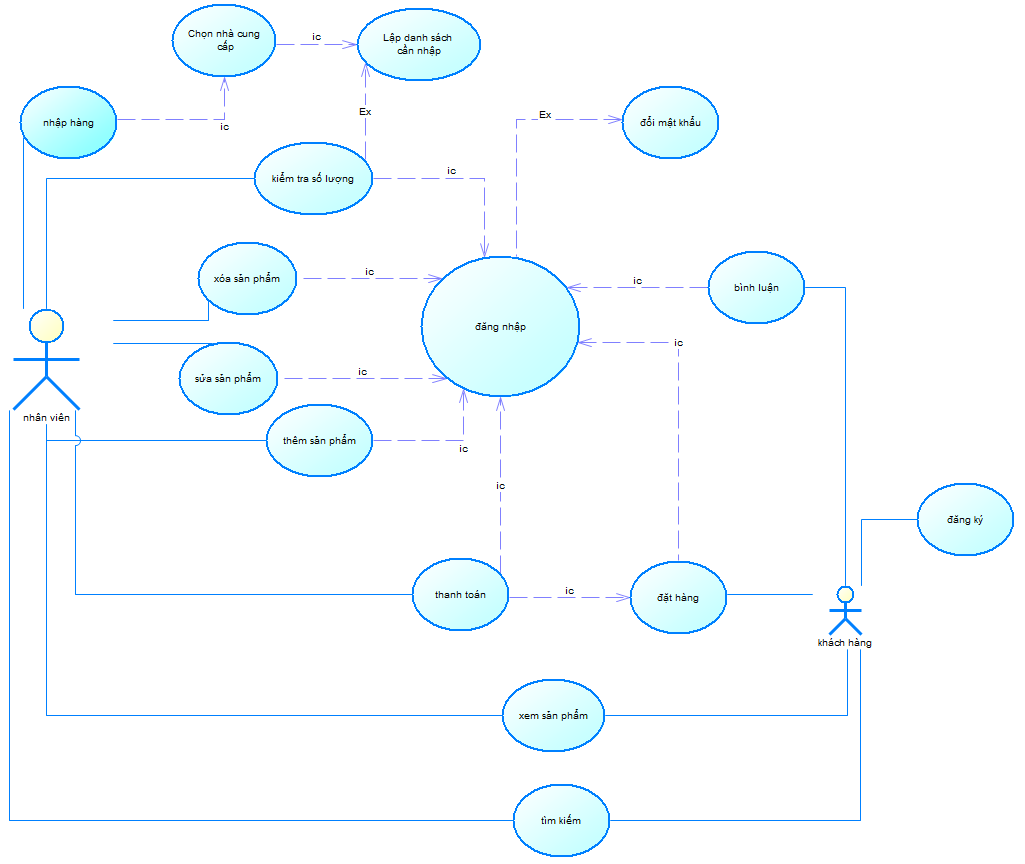 Chọn nhà cung
cấp
ic
Lập danh sách
cần nhập
nhập hàng
ic
Ex
Ex
đổi mật khẩu
kiểm tra số lượng
ic
xóa sản phẩm
ic
ic
bình luận
đăng nhập
ic
sửa sản phẩm
ic
nhân viên
thêm sản phẩm
ic
ic
đăng ký
thanh toán
ic
đặt hàng
khách hàng
xem sản phẩm
tìm kiếm